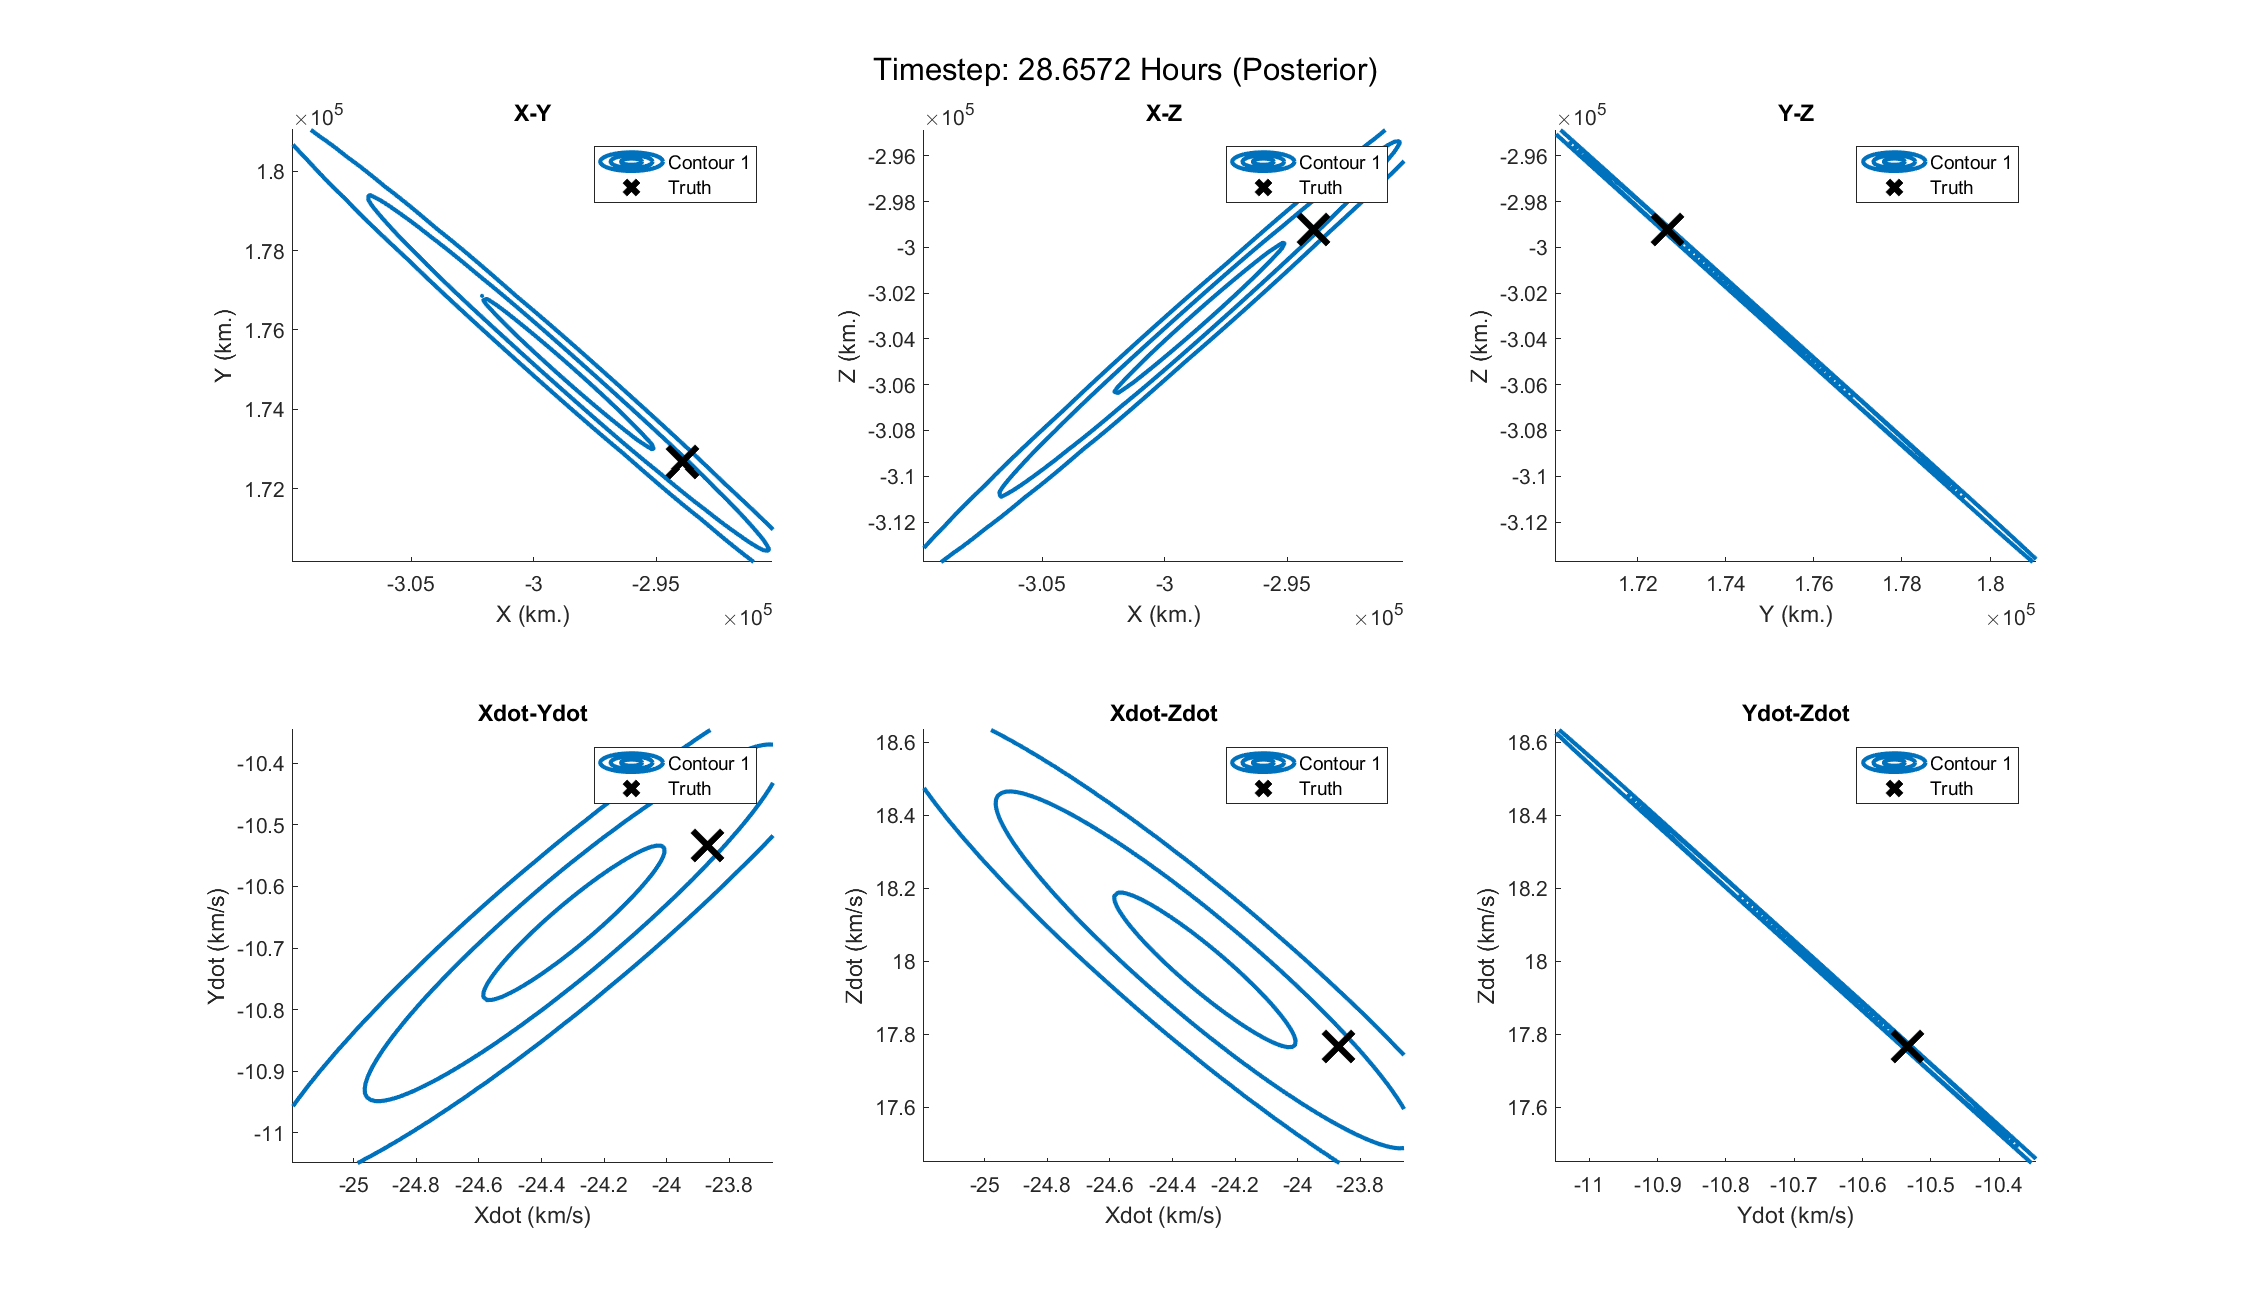 Timestep: 28.6572 Hours (Posterior)
X-Y
×10^5
Contour 1
Truth
1.8
1.78
1.76
1.74
1.72
Y (km.)
-3.05 -3 -2.95
X (km.)
×10^5
X-Z
×10^5
Contour 1
Truth
-2.96
-2.98
-3
-3.02
-3.04
-3.06
-3.08
-3.1
-3.12
Z (km.)
-3.05 -3 -2.95
X (km.)
×10^5
Y-Z
×10^5
Contour 1
Truth
-2.96
-2.98
-3
-3.02
-3.04
-3.06
-3.08
-3.1
-3.12
Z (km.)
1.72 1.74 1.76 1.78 1.8
Y (km.)
×10^5
Xdot-Ydot
Contour 1
Truth
-10.4
-10.5
-10.6
-10.7
-10.8
-10.9
-11
Ydot (km/s)
-25 -24.8 -24.6 -24.4 -24.2 -24 -23.8
Xdot (km/s)
Xdot-Zdot
Contour 1
Truth
18.6
18.4
18.2
18
17.8
17.6
Zdot (km/s)
-25 -24.8 -24.6 -24.4 -24.2 -24 -23.8
Xdot (km/s)
Ydot-Zdot
Contour 1
Truth
18.6
18.4
18.2
18
17.8
17.6
Zdot (km/s)
-11 -10.9 -10.8 -10.7 -10.6 -10.5 -10.4
Ydot (km/s)